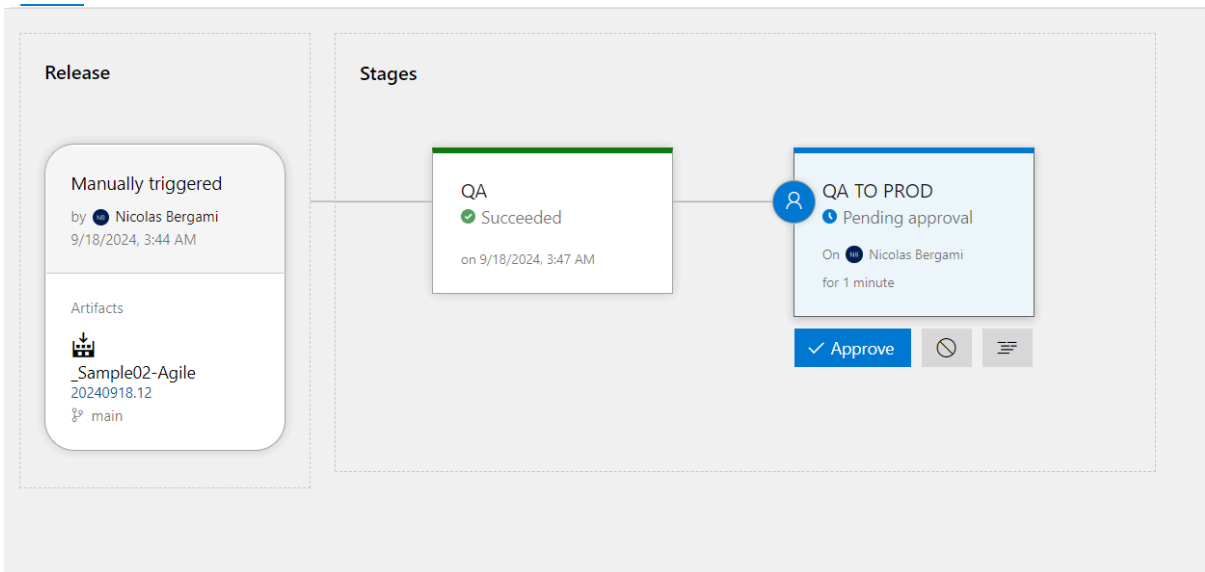 Release
Manually triggered
by NB Nicolas Bergami
9/18/2024, 3:44 AM
Artifacts
_Sample02-Agile
20240918.12
main
Stages
QA
Succeeded
on 9/18/2024, 3:47 AM
QA TO PROD
Pending approval
On NB Nicolas Bergami
for 1 minute
Approve